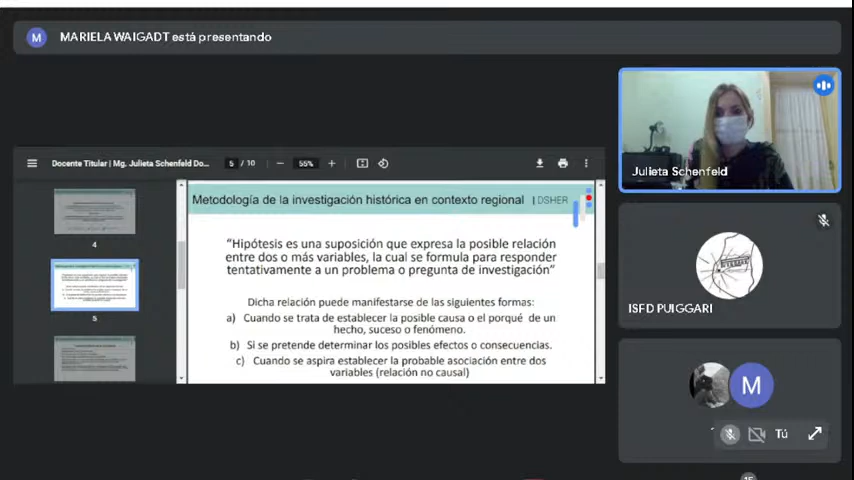 M MARIELA WAIGADT está presentando
Docente Titular | Mg. Julieta Schenfeld Do... 5 / 10 − 55% +
Metodología de la investigación histórica en contexto regional | DSHER
"Hipótesis es una suposición que expresa la posible relación
entre dos o más variables, la cual se formula para responder
tentativamente a un problema o pregunta de investigación"
Dicha relación puede manifestarse de las siguientes formas:
a) Cuando se trata de establecer la posible causa o el porqué de un
hecho, suceso o fenómeno.
b) Si se pretende determinar los posibles efectos o consecuencias.
c) Cuando se aspira establecer la probable asociación entre dos
variables (relación no causal)
4
5
Julieta Schenfeld
ISFD PUIGGARI
M
Tú